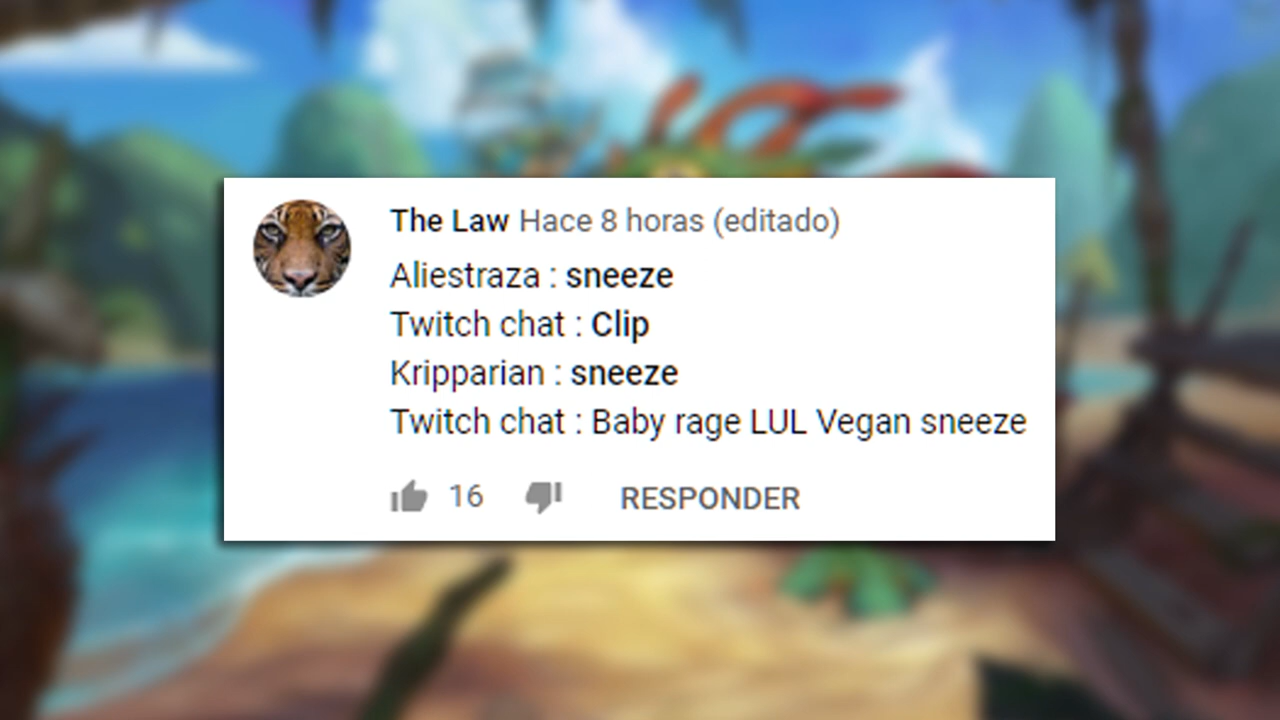 The Law Hace 8 horas (editado)
Aliestraza : sneeze
Twitch chat : Clip
Kripparian : sneeze
Twitch chat : Baby rage LUL Vegan sneeze
16 RESPONDER